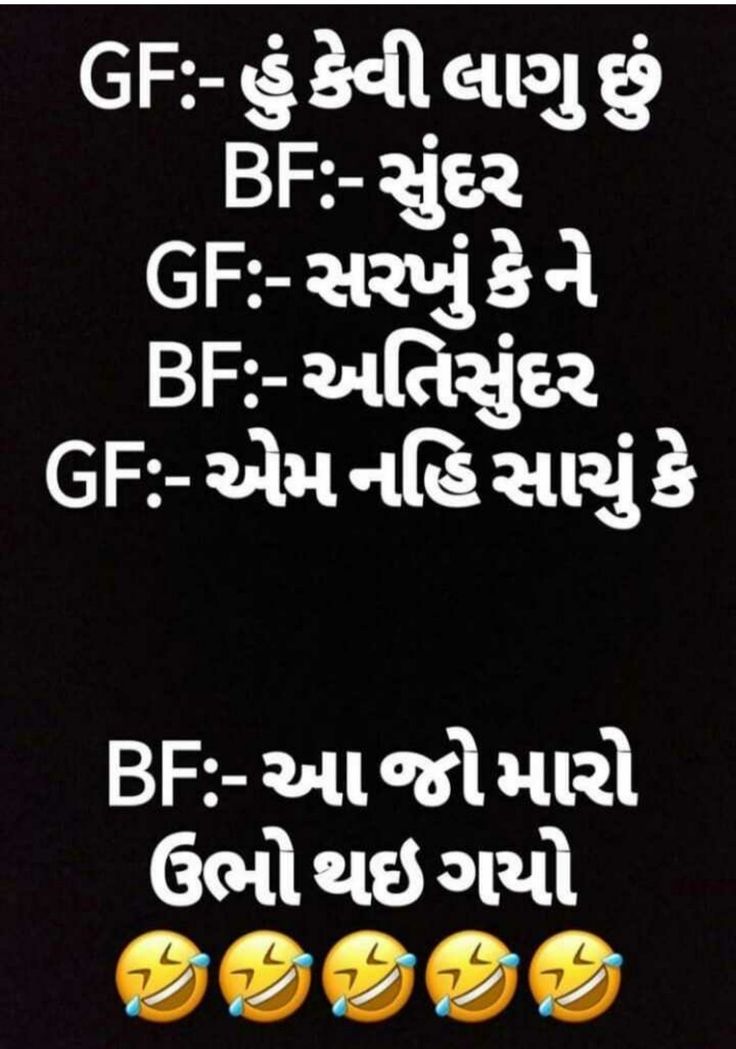 GF:- હું કેવી લાગુ છું
BF:- સુંદર
GF:- સરખું કે ને
BF:- અતિસુંદર
GF:- એમ નહિ સાચું કે
BF:- આ જો મારો
ઉભો થઇ ગયો
🤣🤣🤣🤣🤣